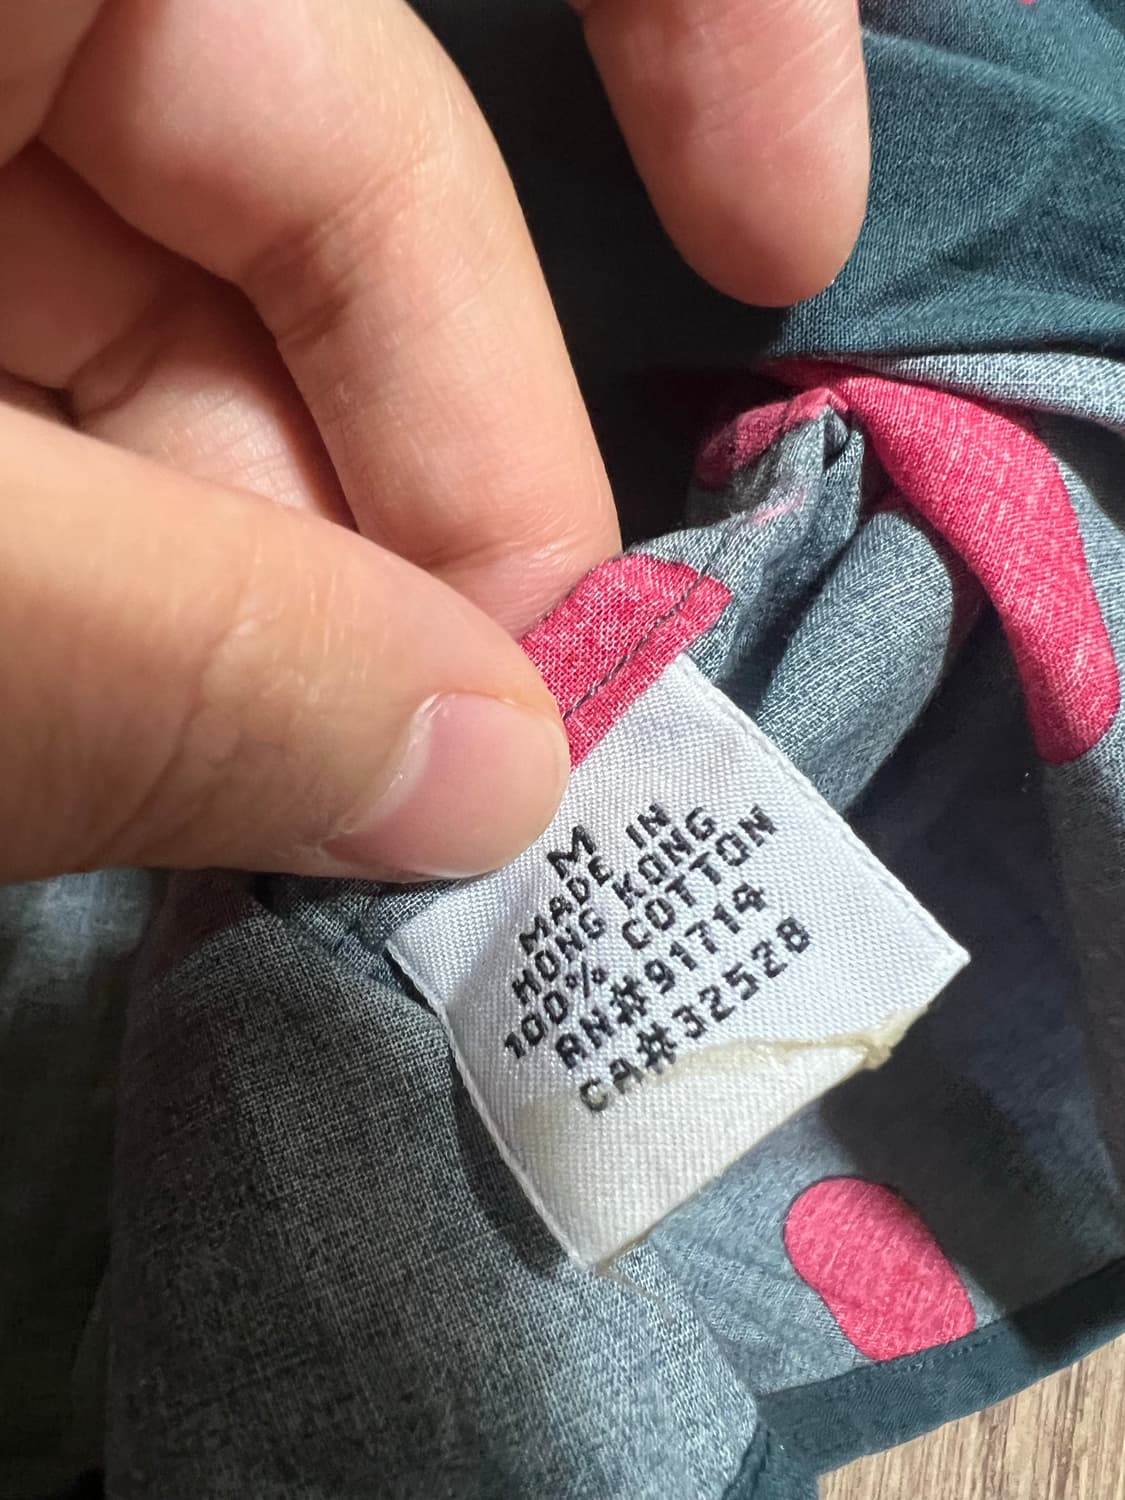 M
MADE IN
HONG KONG
100% COTTON
RN#91714
CA#32528